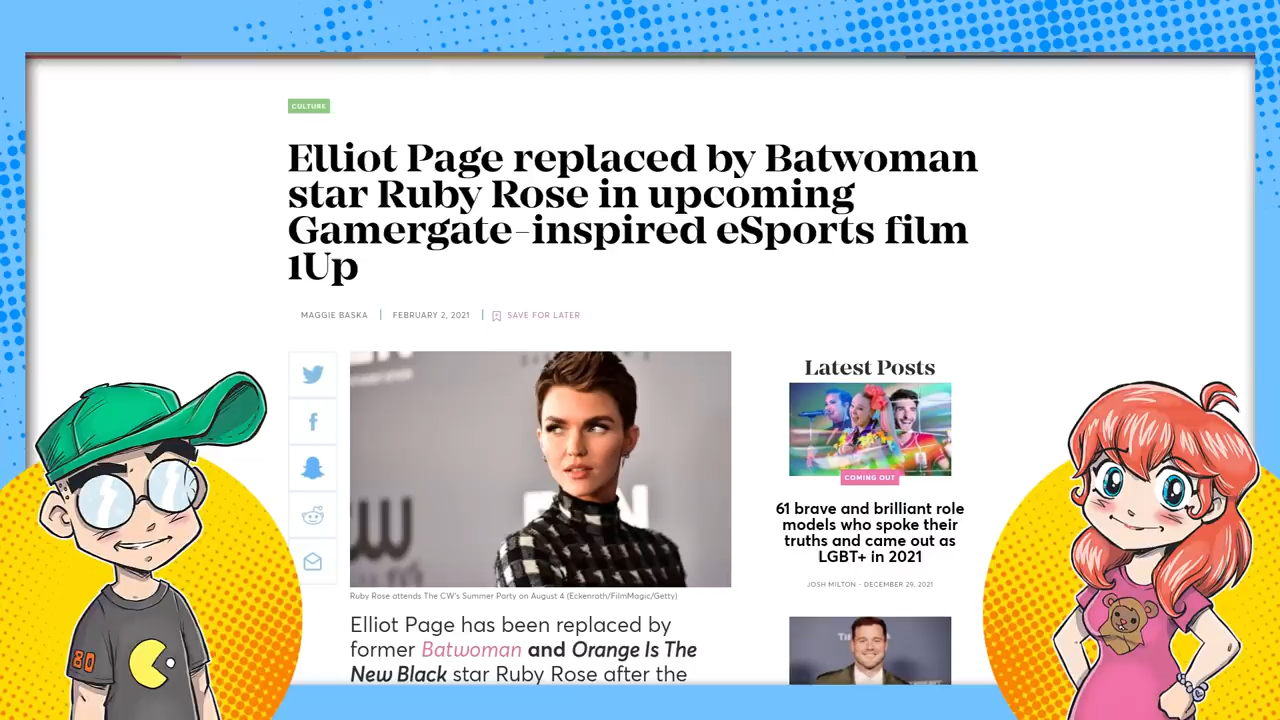 CULTURE
Elliot Page replaced by Batwoman
star Ruby Rose in upcoming
Gamergate-inspired eSports film
1Up
MAGGIE BASKA
FEBRUARY 2, 2021
SAVE FOR LATER
Ruby Rose attends The CW's Summer Party on August 4 (Eckenroth/FilmMagic/Getty)
Elliot Page has been replaced by
former Batwoman and Orange Is The
New Black star Ruby Rose after the
Latest Posts
COMING OUT
61 brave and brilliant role
models who spoke their
truths and came out as
LGBT+ in 2021
JOSH MILTON - DECEMBER 29, 2021
80